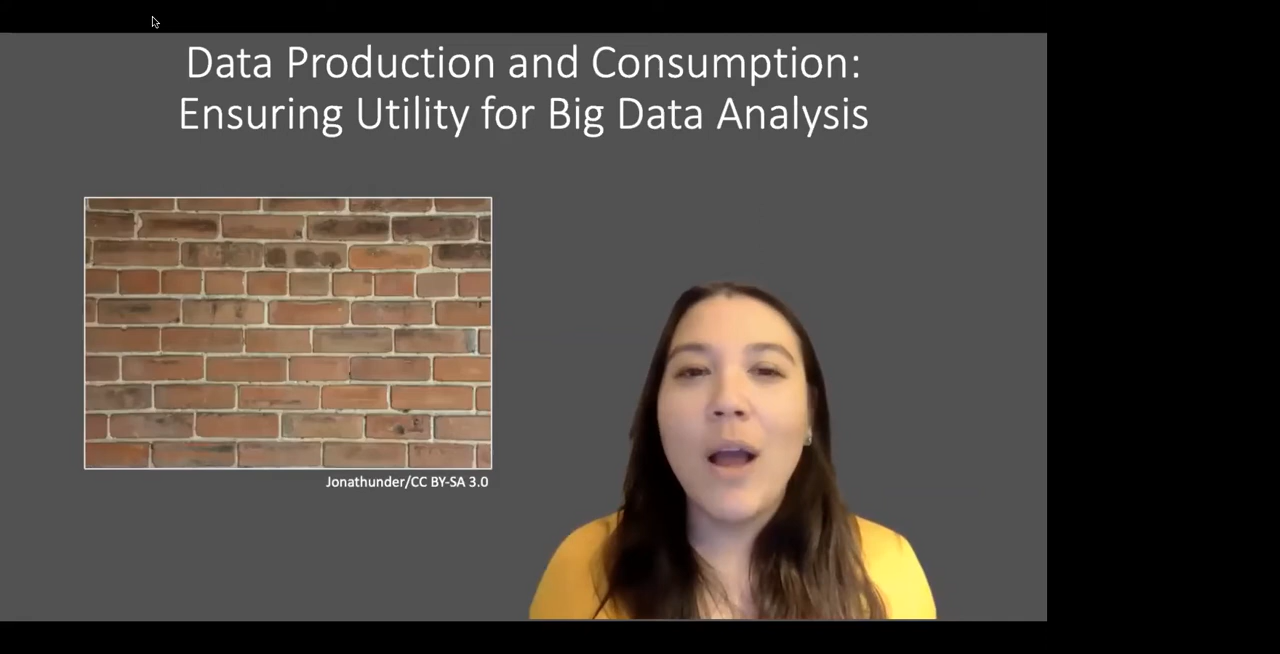 Data Production and Consumption:
Ensuring Utility for Big Data Analysis
Jonathunder/CC BY-SA 3.0